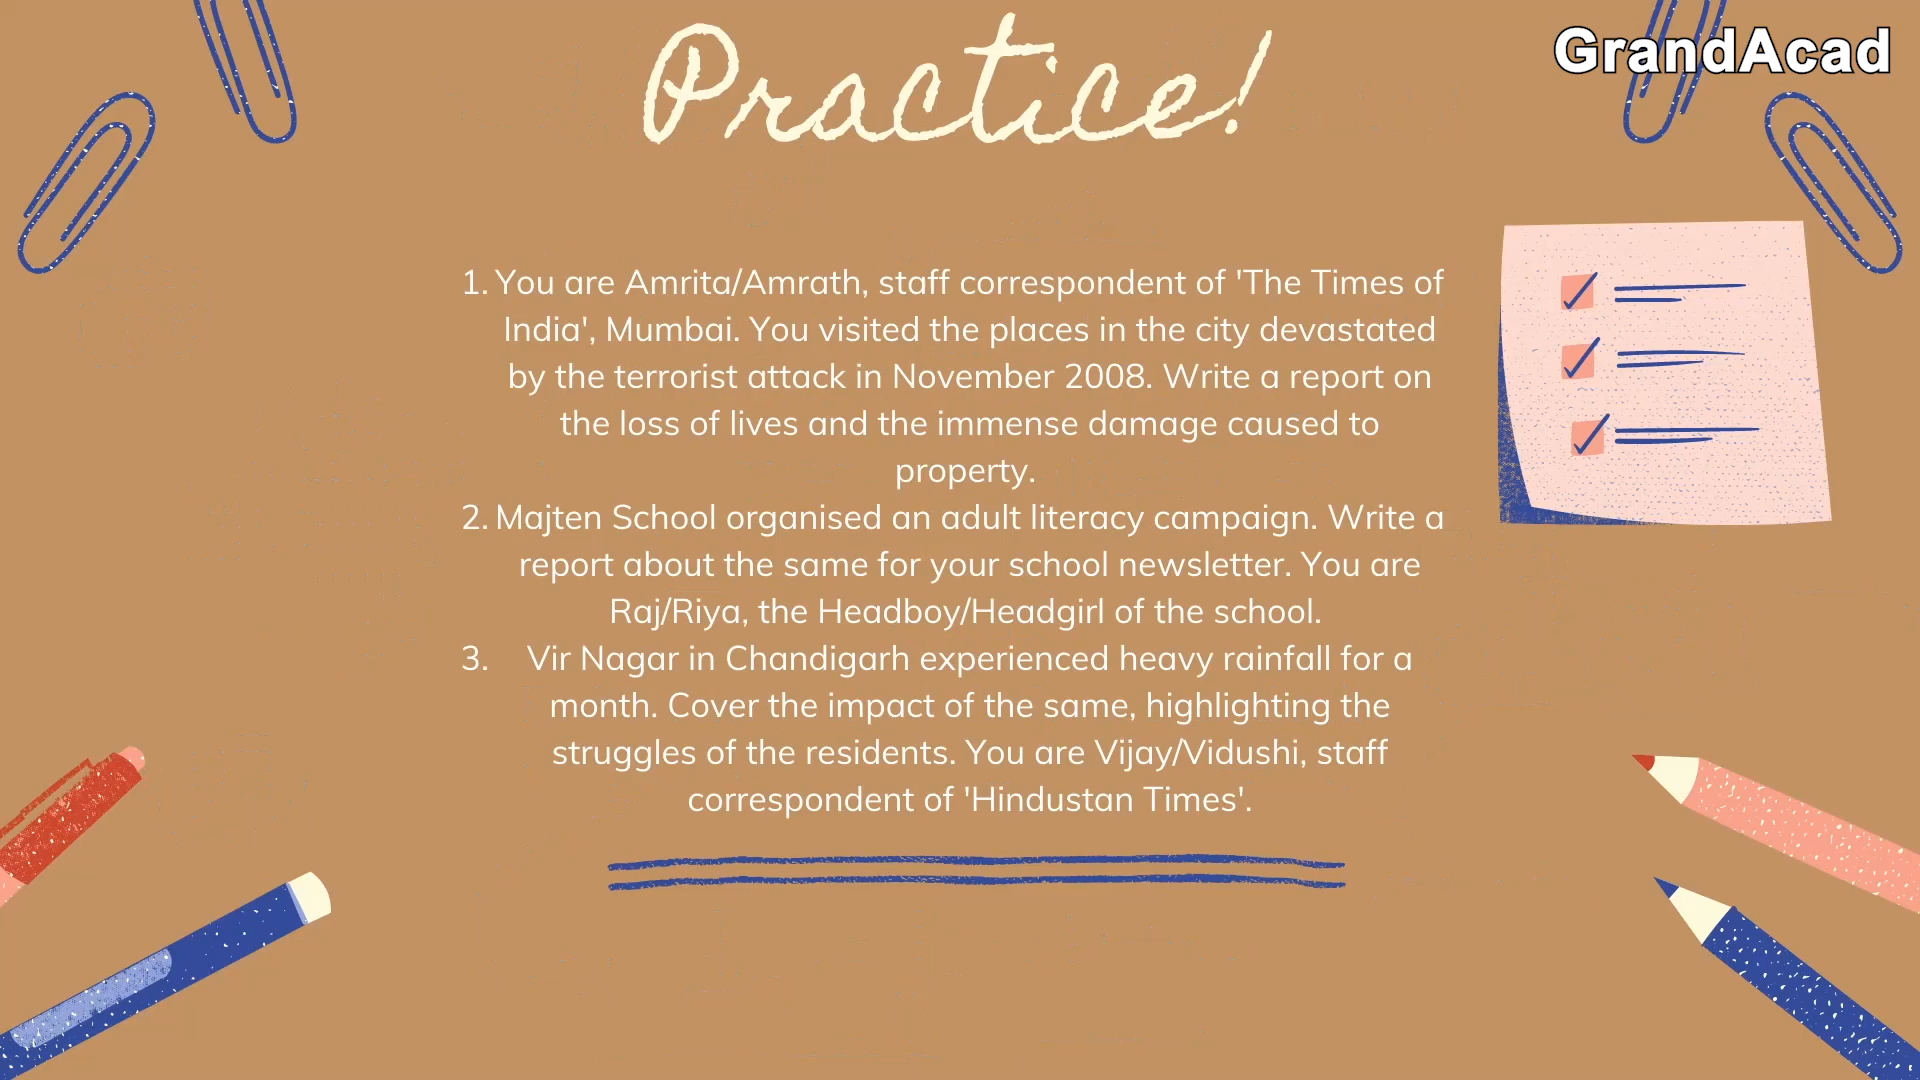 Practice!
GrandAcad
1. You are Amrita/Amrath, staff correspondent of 'The Times of
India', Mumbai. You visited the places in the city devastated
by the terrorist attack in November 2008. Write a report on
the loss of lives and the immense damage caused to
property.
2. Majten School organised an adult literacy campaign. Write a
report about the same for your school newsletter. You are
Raj/Riya, the Headboy/Headgirl of the school.
3. Vir Nagar in Chandigarh experienced heavy rainfall for a
month. Cover the impact of the same, highlighting the
struggles of the residents. You are Vijay/Vidushi, staff
correspondent of 'Hindustan Times'.